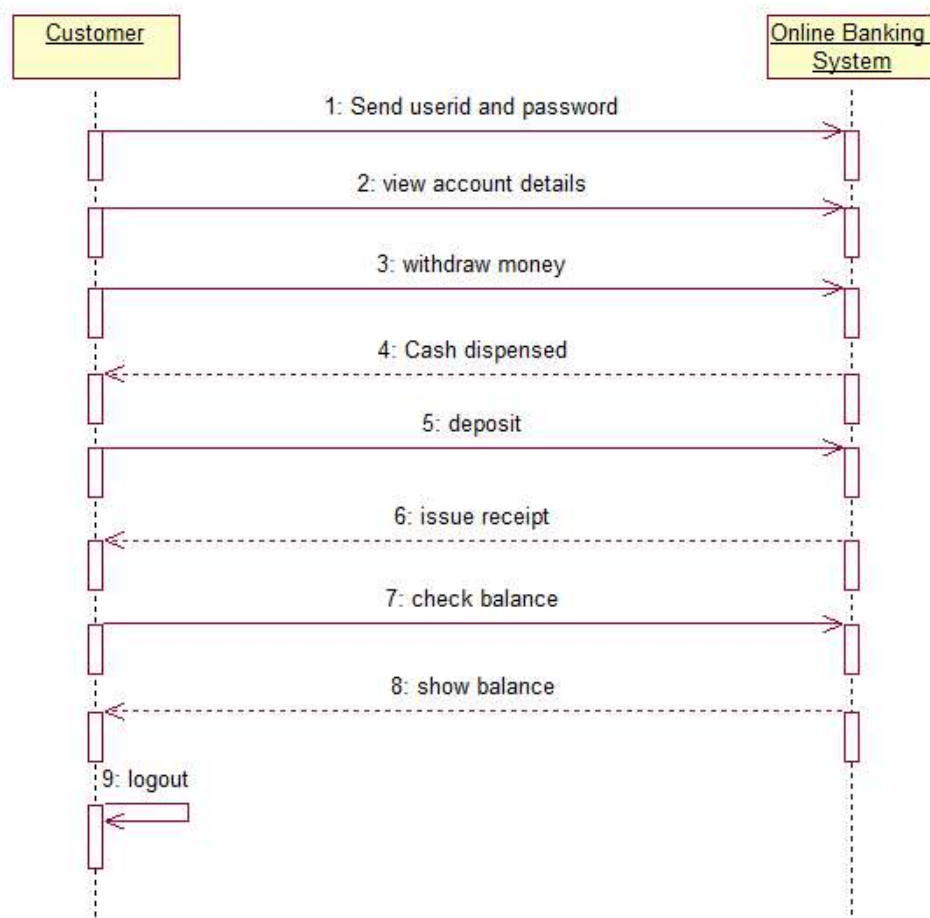 Customer
Online Banking
System
1: Send userid and password
2: view account details
3: withdraw money
4: Cash dispensed
5: deposit
6: issue receipt
7: check balance
8: show balance
9: logout